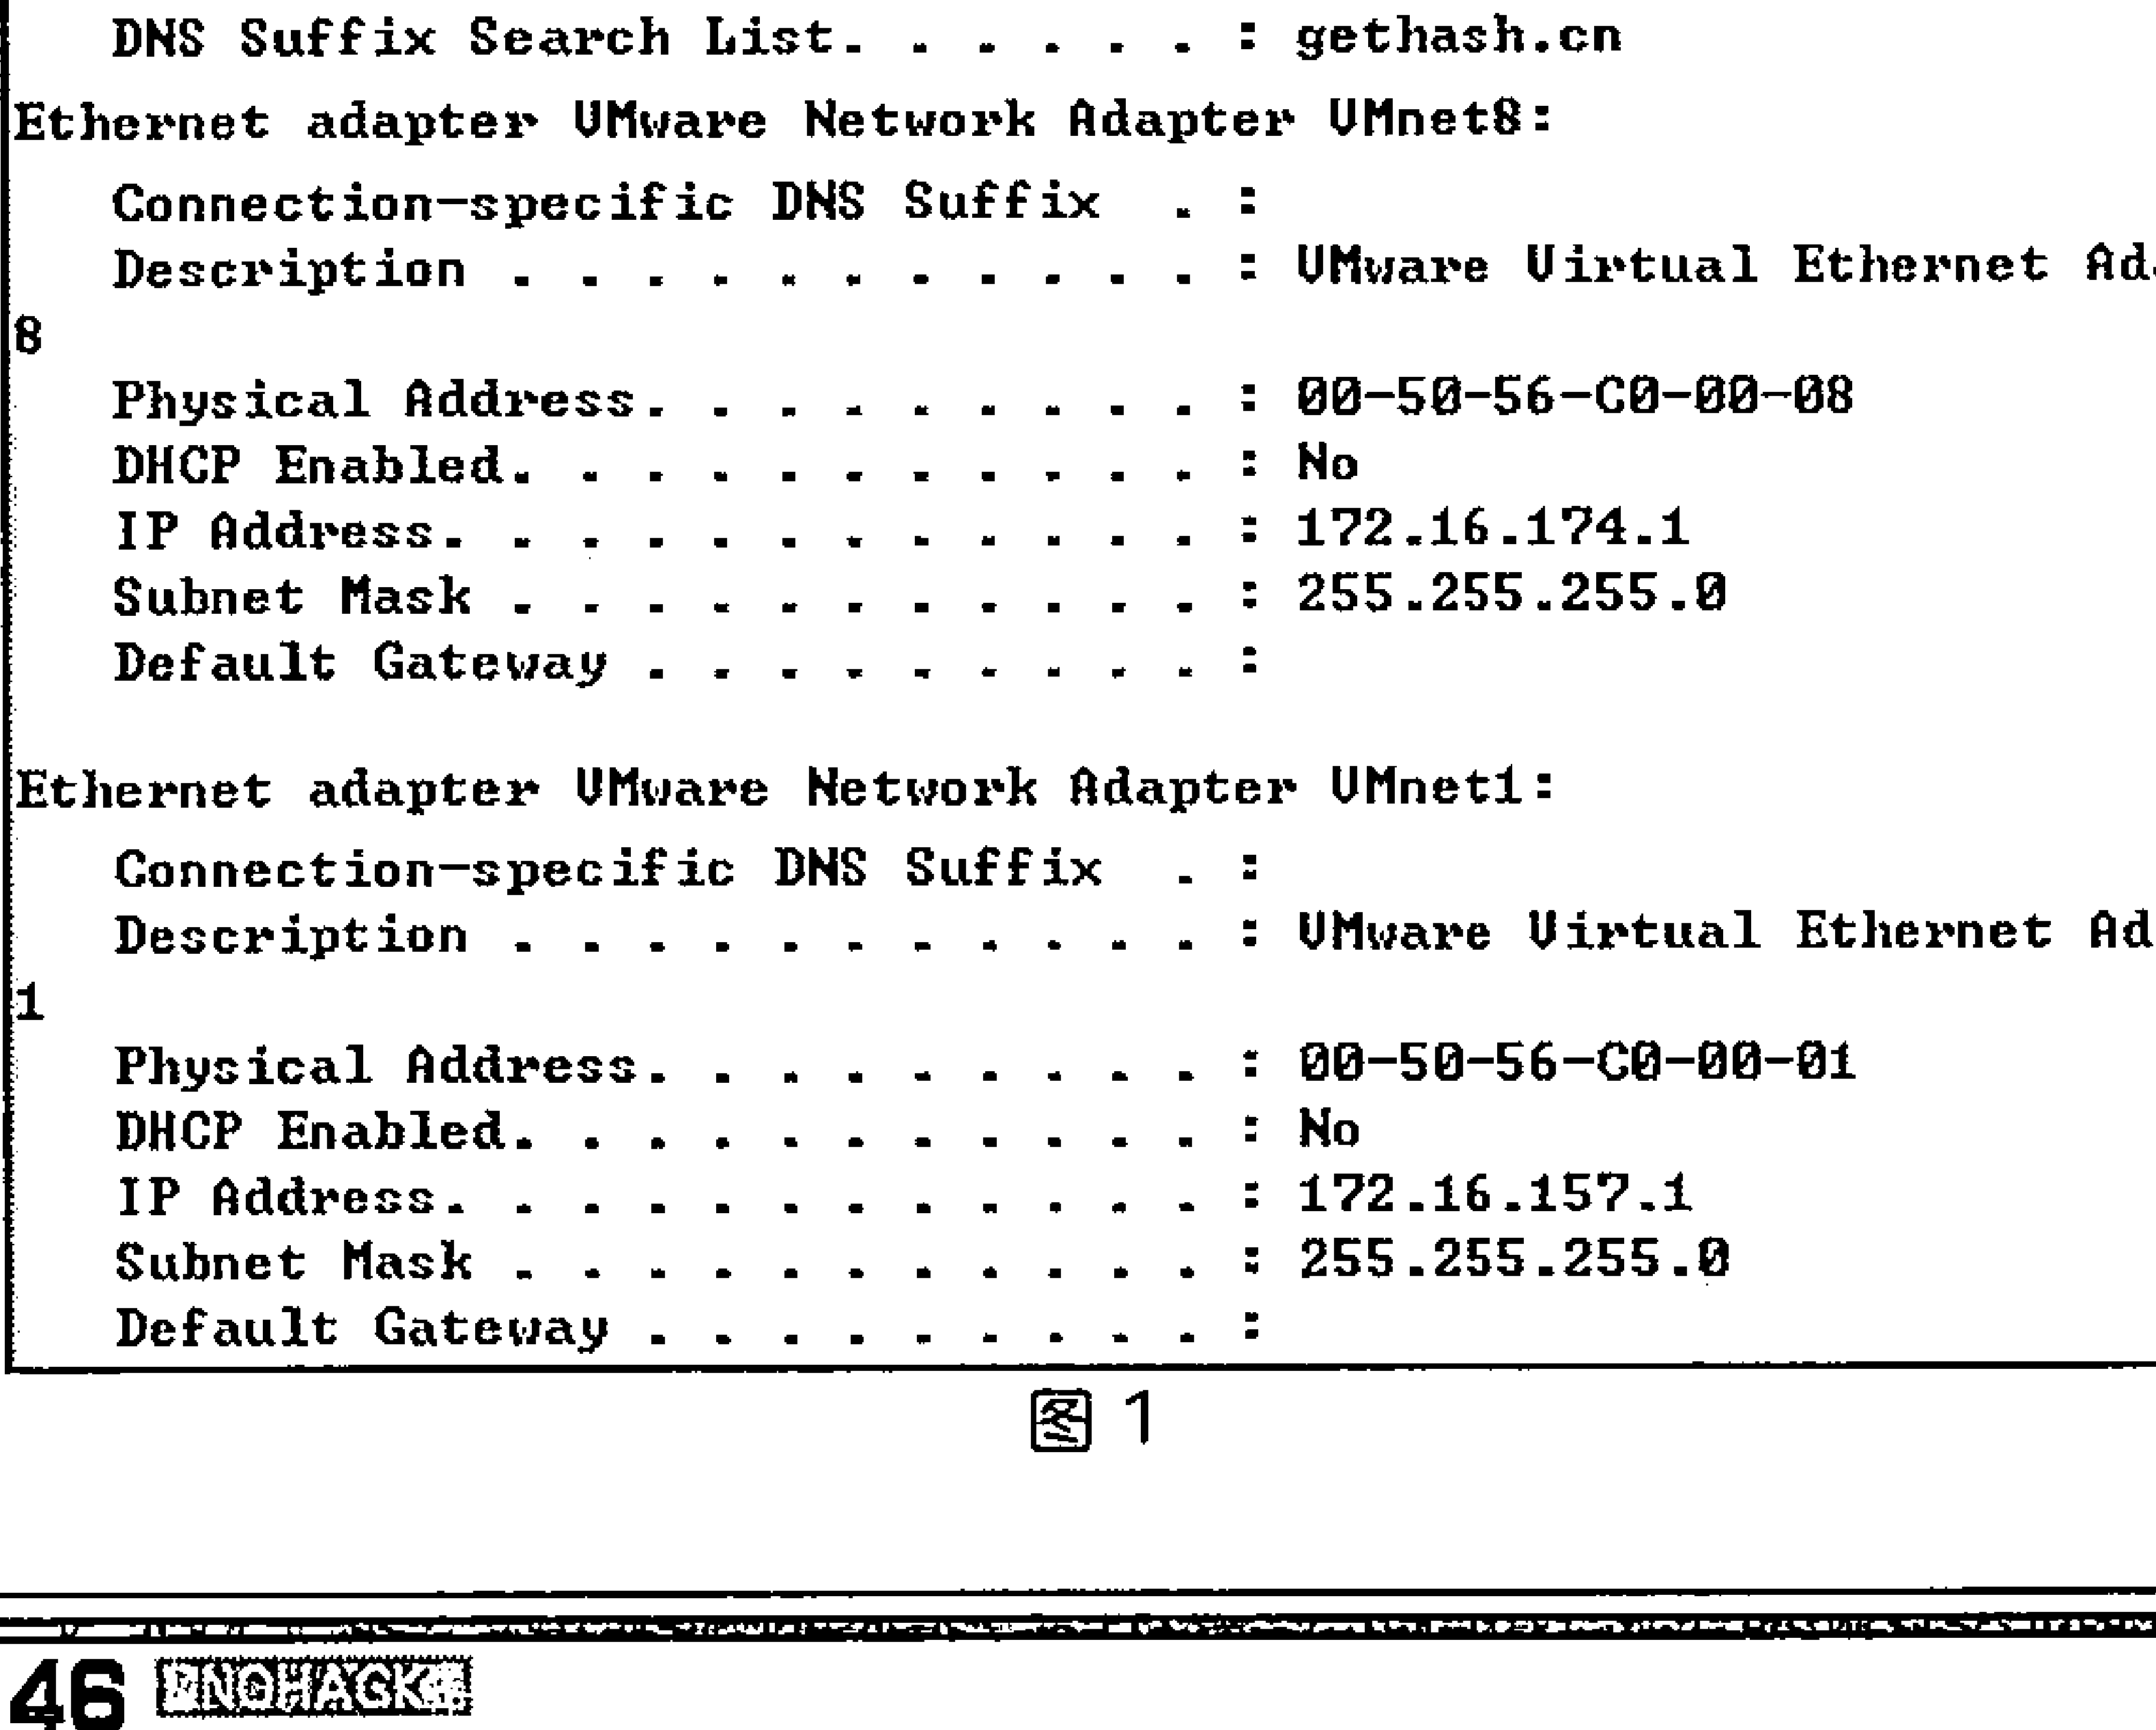 DNS Suffix Search List. . . . . . : gethash.cn
Ethernet adapter VMware Network Adapter VMnet8:
Connection-specific DNS Suffix . :
Description . . . . . . . . . . . : VMware Virtual Ethernet Ad
8
Physical Address. . . . . . . . . : 00-50-56-C0-00-08
DHCP Enabled. . . . . . . . . . . : No
IP Address. . . . . . . . . . . . : 172.16.174.1
Subnet Mask . . . . . . . . . . . : 255.255.255.0
Default Gateway . . . . . . . . . :
Ethernet adapter VMware Network Adapter VMnet1:
Connection-specific DNS Suffix . :
Description . . . . . . . . . . . : VMware Virtual Ethernet Ad
1
Physical Address. . . . . . . . . : 00-50-56-C0-00-01
DHCP Enabled. . . . . . . . . . . : No
IP Address. . . . . . . . . . . . : 172.16.157.1
Subnet Mask . . . . . . . . . . . : 255.255.255.0
Default Gateway . . . . . . . . . :
图 1
46